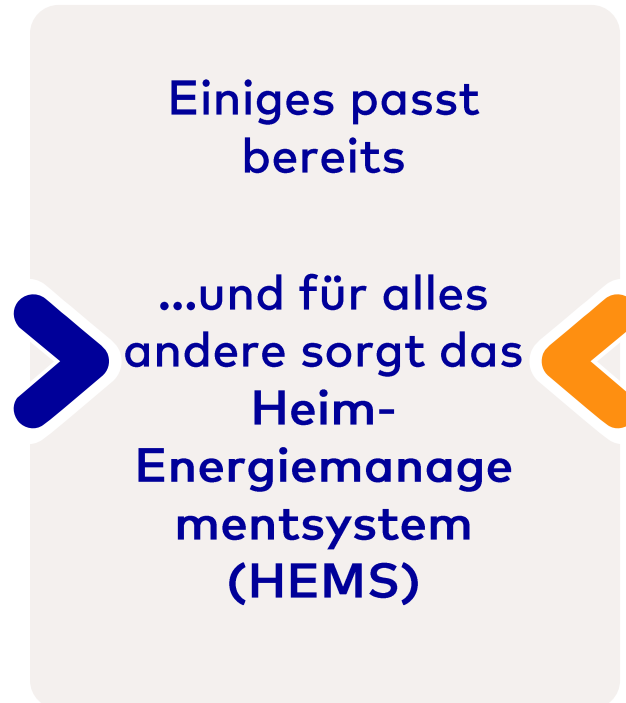 Einiges passt
bereits
...und für alles
andere sorgt das
Heim-
Energiemanage
mentsystem
(HEMS)